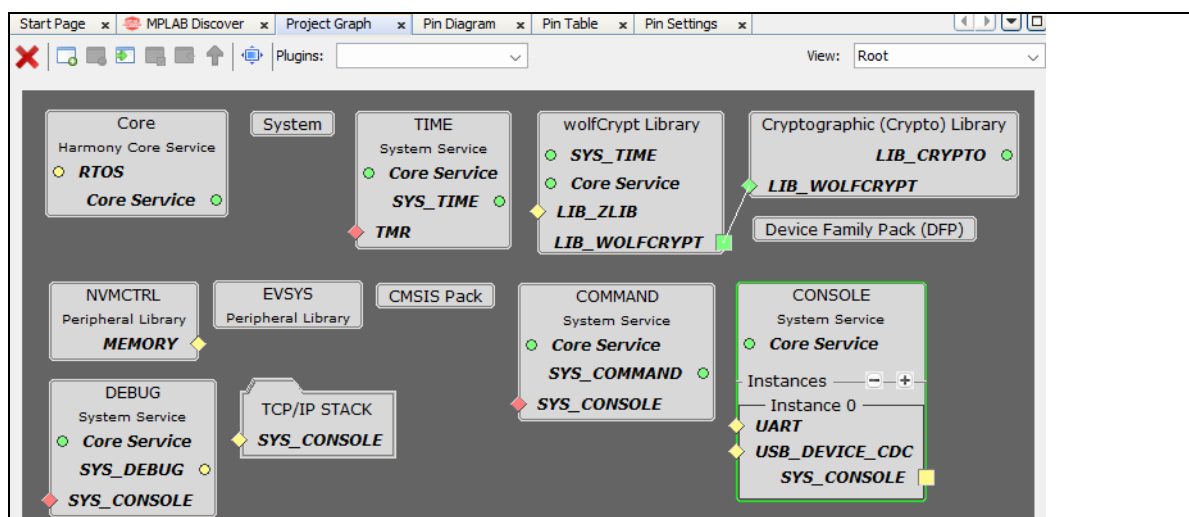 Start Page x MPLAB Discover x Project Graph x Pin Diagram x Pin Table x Pin Settings x
Plugins: View: Root
Core
Harmony Core Service
RTOS
Core Service
System
TIME
System Service
Core Service
SYS_TIME
TMR
wolfCrypt Library
SYS_TIME
Core Service
LIB_ZLIB
LIB_WOLFCRYPT
Cryptographic (Crypto) Library
LIB_CRYPTO
LIB_WOLFCRYPT
Device Family Pack (DFP)
NVMCTRL
Peripheral Library
MEMORY
EVSYS
Peripheral Library
CMSIS Pack
COMMAND
System Service
Core Service
SYS_COMMAND
SYS_CONSOLE
CONSOLE
System Service
Core Service
Instances
Instance 0
UART
USB_DEVICE_CDC
SYS_CONSOLE
DEBUG
System Service
Core Service
SYS_DEBUG
SYS_CONSOLE
TCP/IP STACK
SYS_CONSOLE